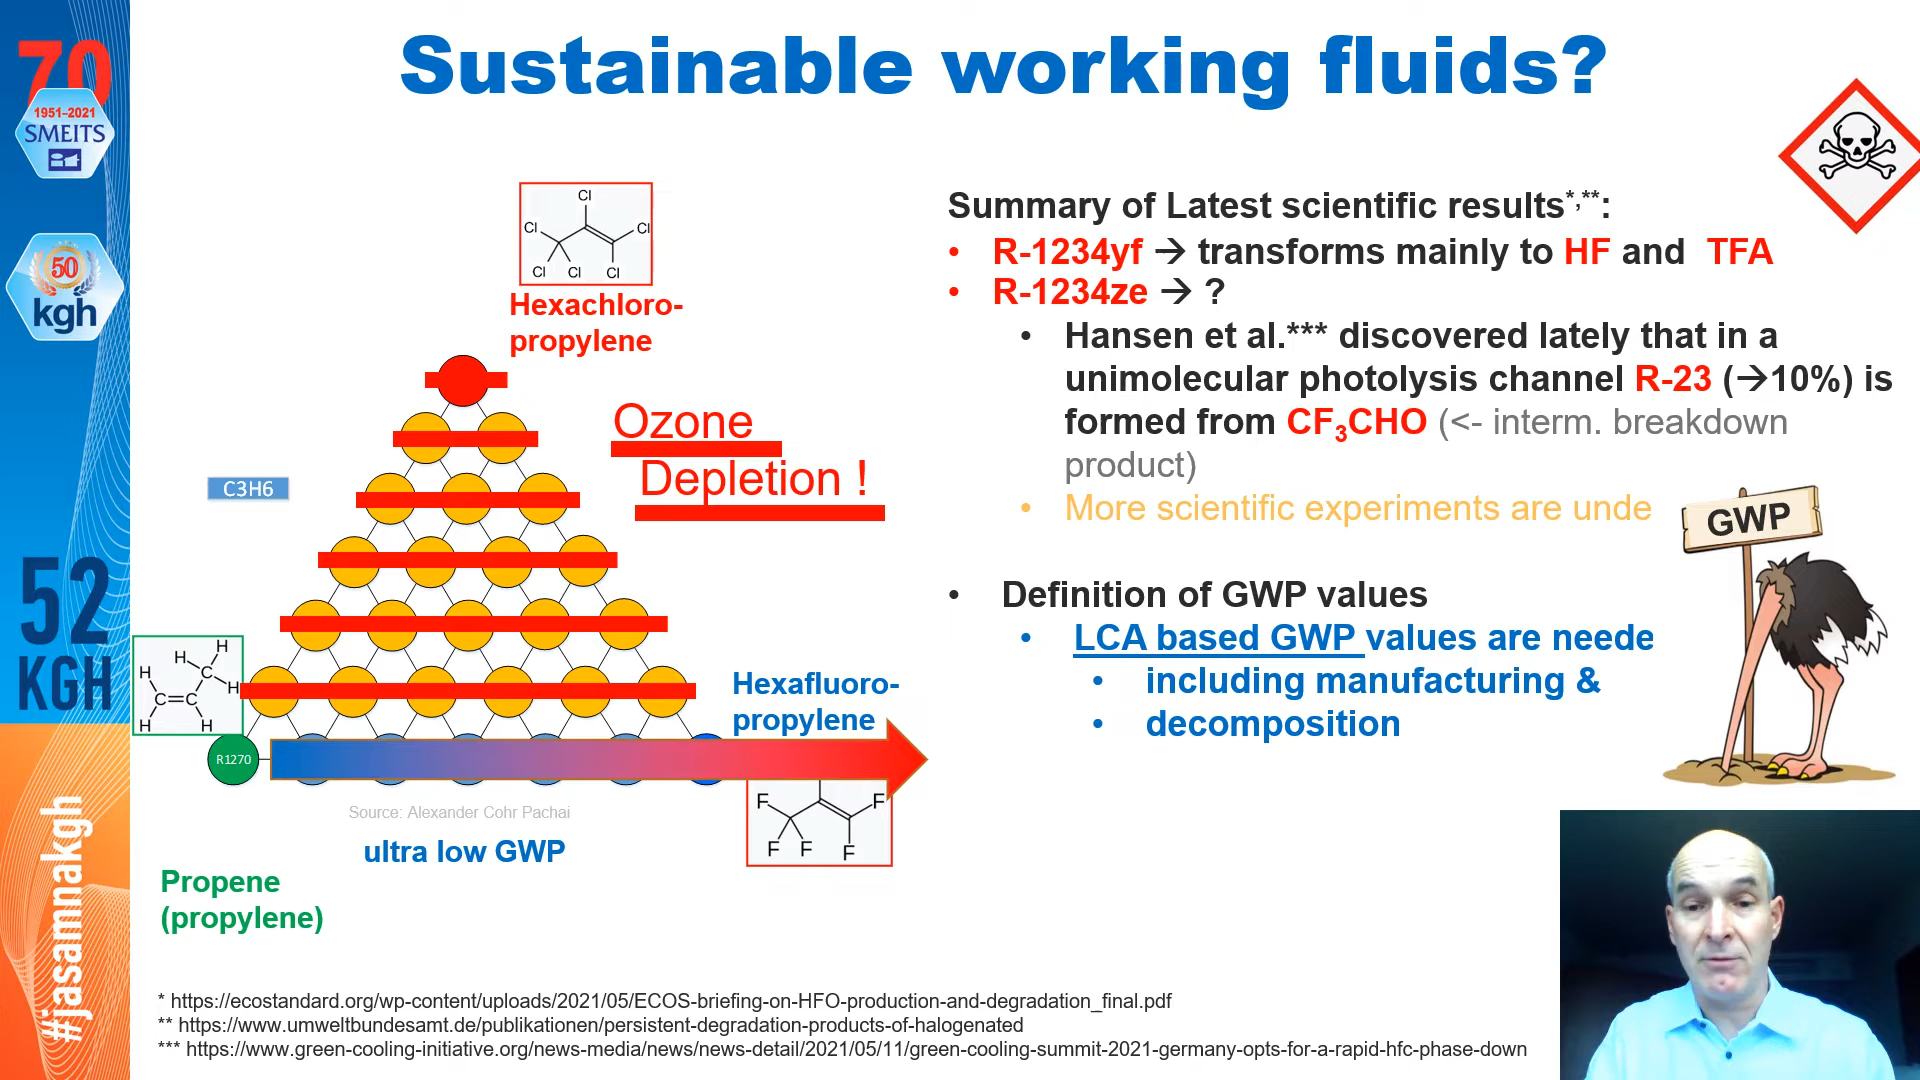 Sustainable working fluids?
70
1951-2021
SMEITS
50
kgh
52
KGH
#jasamnakgh
Cl
Cl
Cl
Cl
Cl
Cl
Hexachloro-
propylene
Ozone
Depletion !
C3H6
H
H
H
H
C=C
C
H
H
R1270
Hexafluoro-
propylene
F
F
F
F
F
Source: Alexander Cohr Pachai
ultra low GWP
Propene
(propylene)
Summary of Latest scientific results*,**:
• R-1234yf → transforms mainly to HF and TFA
• R-1234ze → ?
• Hansen et al.*** discovered lately that in a
unimolecular photolysis channel R-23 (→10%) is
formed from CF3CHO (<- interm. breakdown
product)
• More scientific experiments are unde
• Definition of GWP values
• LCA based GWP values are neede
• including manufacturing &
• decomposition
GWP
* https://ecostandard.org/wp-content/uploads/2021/05/ECOS-briefing-on-HFO-production-and-degradation_final.pdf
** https://www.umweltbundesamt.de/publikationen/persistent-degradation-products-of-halogenated
*** https://www.green-cooling-initiative.org/news-media/news/news-detail/2021/05/11/green-cooling-summit-2021-germany-opts-for-a-rapid-hfc-phase-down